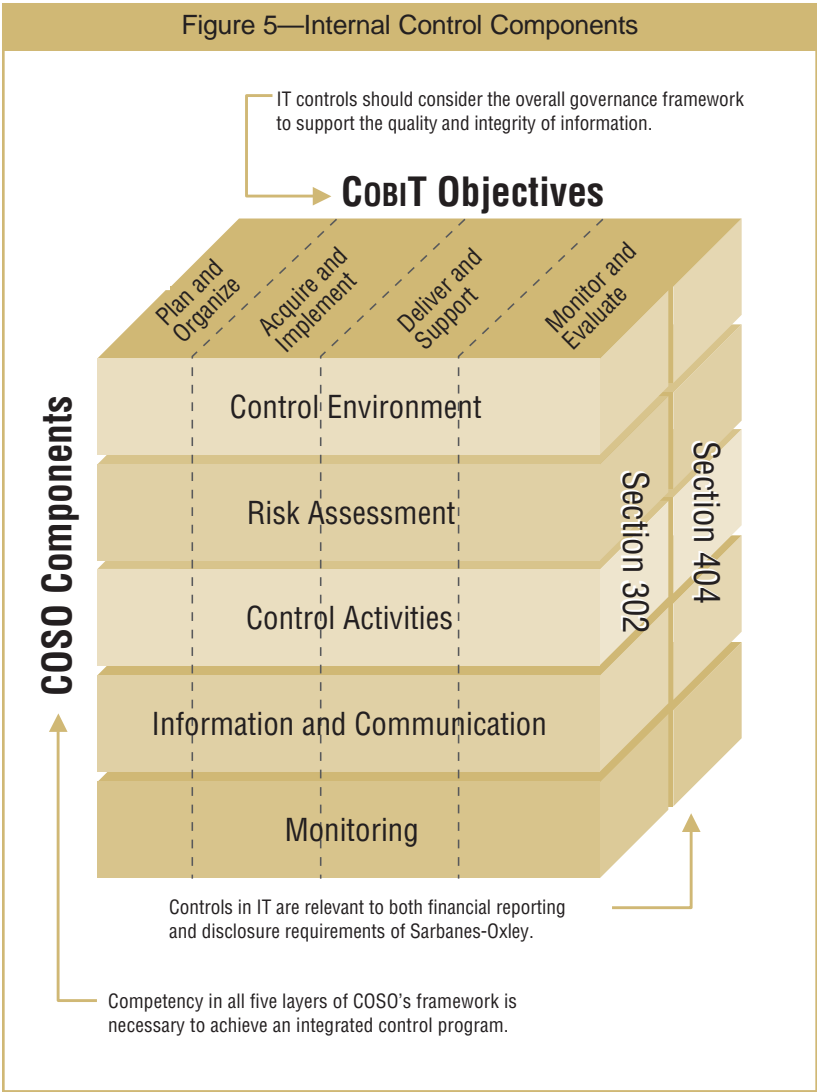 Figure 5—Internal Control Components
IT controls should consider the overall governance framework
to support the quality and integrity of information.
COBIT Objectives
Plan and
Organize
Acquire and
Implement
Deliver and
Support
Monitor and
Evaluate
COSO Components
Control Environment
Risk Assessment
Control Activities
Information and Communication
Monitoring
Section 302
Section 404
Controls in IT are relevant to both financial reporting
and disclosure requirements of Sarbanes-Oxley.
Competency in all five layers of COSO's framework is
necessary to achieve an integrated control program.